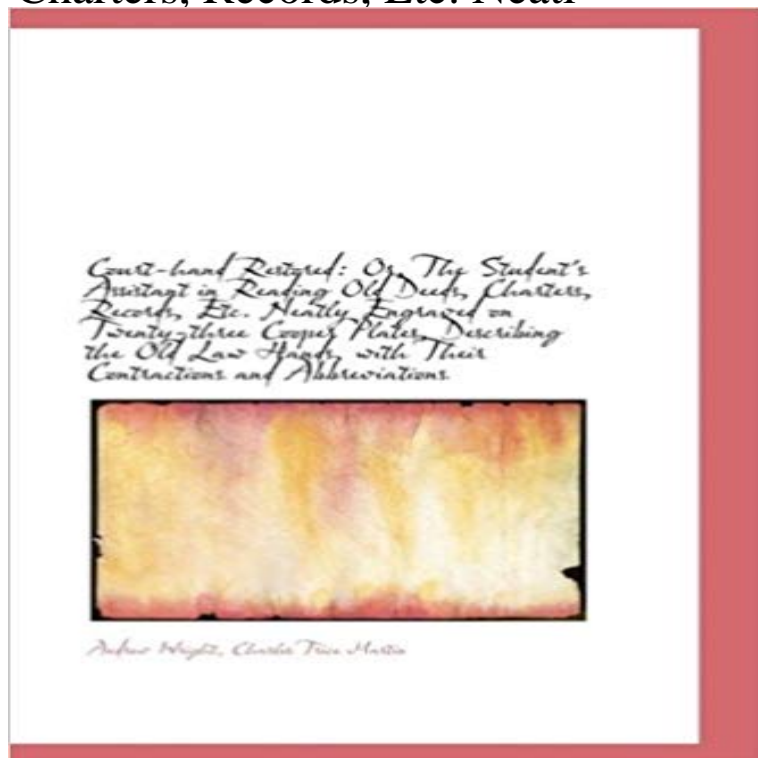 Charters, Records, Etc. Neatl
Court-hand Restored: Or, The Student's
Assistant in Reading Old Deeds, Charters,
Records, Etc. Neatly Engraved on
Twenty-three Cooper Plates, Describing
the Old Law Hands, with Their
Contractions and Abbreviations
Andrew Wright, Charles Trice Martin